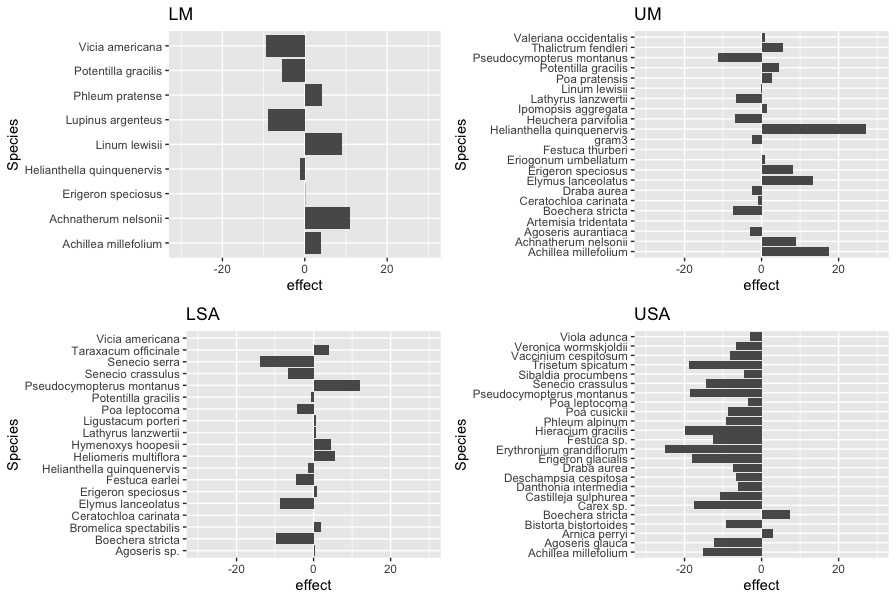 LM
Species
Vicia americana
Potentilla gracilis
Phleum pratense
Lupinus argenteus
Linum lewisii
Helianthella quinquenervis
Erigeron speciosus
Achnatherum nelsonii
Achillea millefolium
-20 0 20
effect
UM
Species
Valeriana occidentalis
Thalictrum fendleri
Pseudocymopterus montanus
Potentilla gracilis
Poa pratensis
Linum lewisii
Lathyrus lanzwertii
Ipomopsis aggregata
Heuchera parvifolia
Helianthella quinquenervis
gram3
Festuca thurberi
Eriogonum umbellatum
Erigeron speciosus
Elymus lanceolatus
Draba aurea
Ceratochloa carinata
Boechera stricta
Artemisia tridentata
Agoseris aurantiaca
Achnatherum nelsonii
Achillea millefolium
-20 0 20
effect
LSA
Species
Vicia americana
Taraxacum officinale
Senecio serra
Senecio crassulus
Pseudocymopterus montanus
Potentilla gracilis
Poa leptocoma
Ligustacum porteri
Lathyrus lanzwertii
Hymenoxys hoopesii
Heliomeris multiflora
Helianthella quinquenervis
Festuca earlei
Erigeron speciosus
Elymus lanceolatus
Ceratochloa carinata
Bromelica spectabilis
Boechera stricta
Agoseris sp.
-20 0 20
effect
USA
Species
Viola adunca
Veronica wormskjoldii
Vaccinium cespitosum
Trisetum spicatum
Sibaldia procumbens
Senecio crassulus
Pseudocymopterus montanus
Poa leptocoma
Poa cusickii
Phleum alpinum
Hieracium gracilis
Festuca sp.
Erythronium grandiflorum
Erigeron glacialis
Draba aurea
Deschampsia cespitosa
Danthonia intermedia
Castilleja sulphurea
Carex sp.
Boechera stricta
Bistorta bistortoides
Arnica perryi
Agoseris glauca
Achillea millefolium
-20 0 20
effect